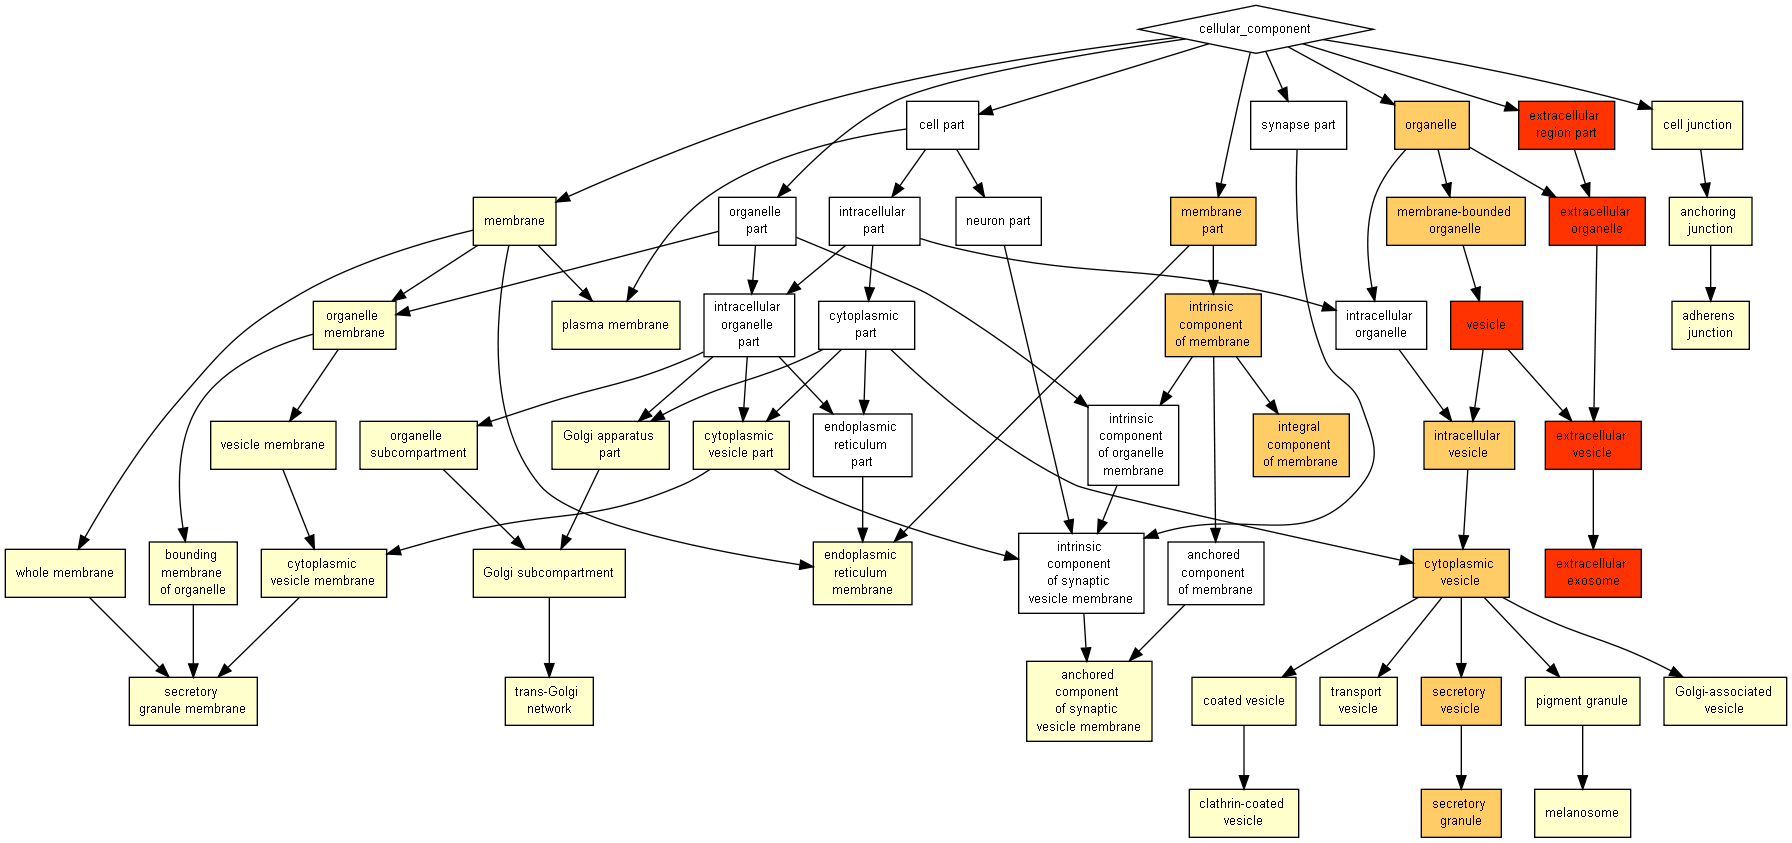 cellular_component
cell part
synapse part
organelle
extracellular
region part
cell junction
membrane
organelle
part
intracellular
part
neuron part
membrane
part
membrane-bounded
organelle
extracellular
organelle
anchoring
junction
organelle
membrane
plasma membrane
intracellular
organelle
part
cytoplasmic
part
intrinsic
component
of membrane
intracellular
organelle
vesicle
adherens
junction
vesicle membrane
organelle
subcompartment
Golgi apparatus
part
cytoplasmic
vesicle part
endoplasmic
reticulum
part
intrinsic
component
of organelle
membrane
integral
component
of membrane
intracellular
vesicle
extracellular
vesicle
whole membrane
bounding
membrane
of organelle
cytoplasmic
vesicle membrane
Golgi subcompartment
endoplasmic
reticulum
membrane
intrinsic
component
of synaptic
vesicle membrane
anchored
component
of membrane
cytoplasmic
vesicle
extracellular
exosome
secretory
granule membrane
trans-Golgi
network
anchored
component
of synaptic
vesicle membrane
coated vesicle
transport
vesicle
secretory
vesicle
pigment granule
Golgi-associated
vesicle
clathrin-coated
vesicle
secretory
granule
melanosome